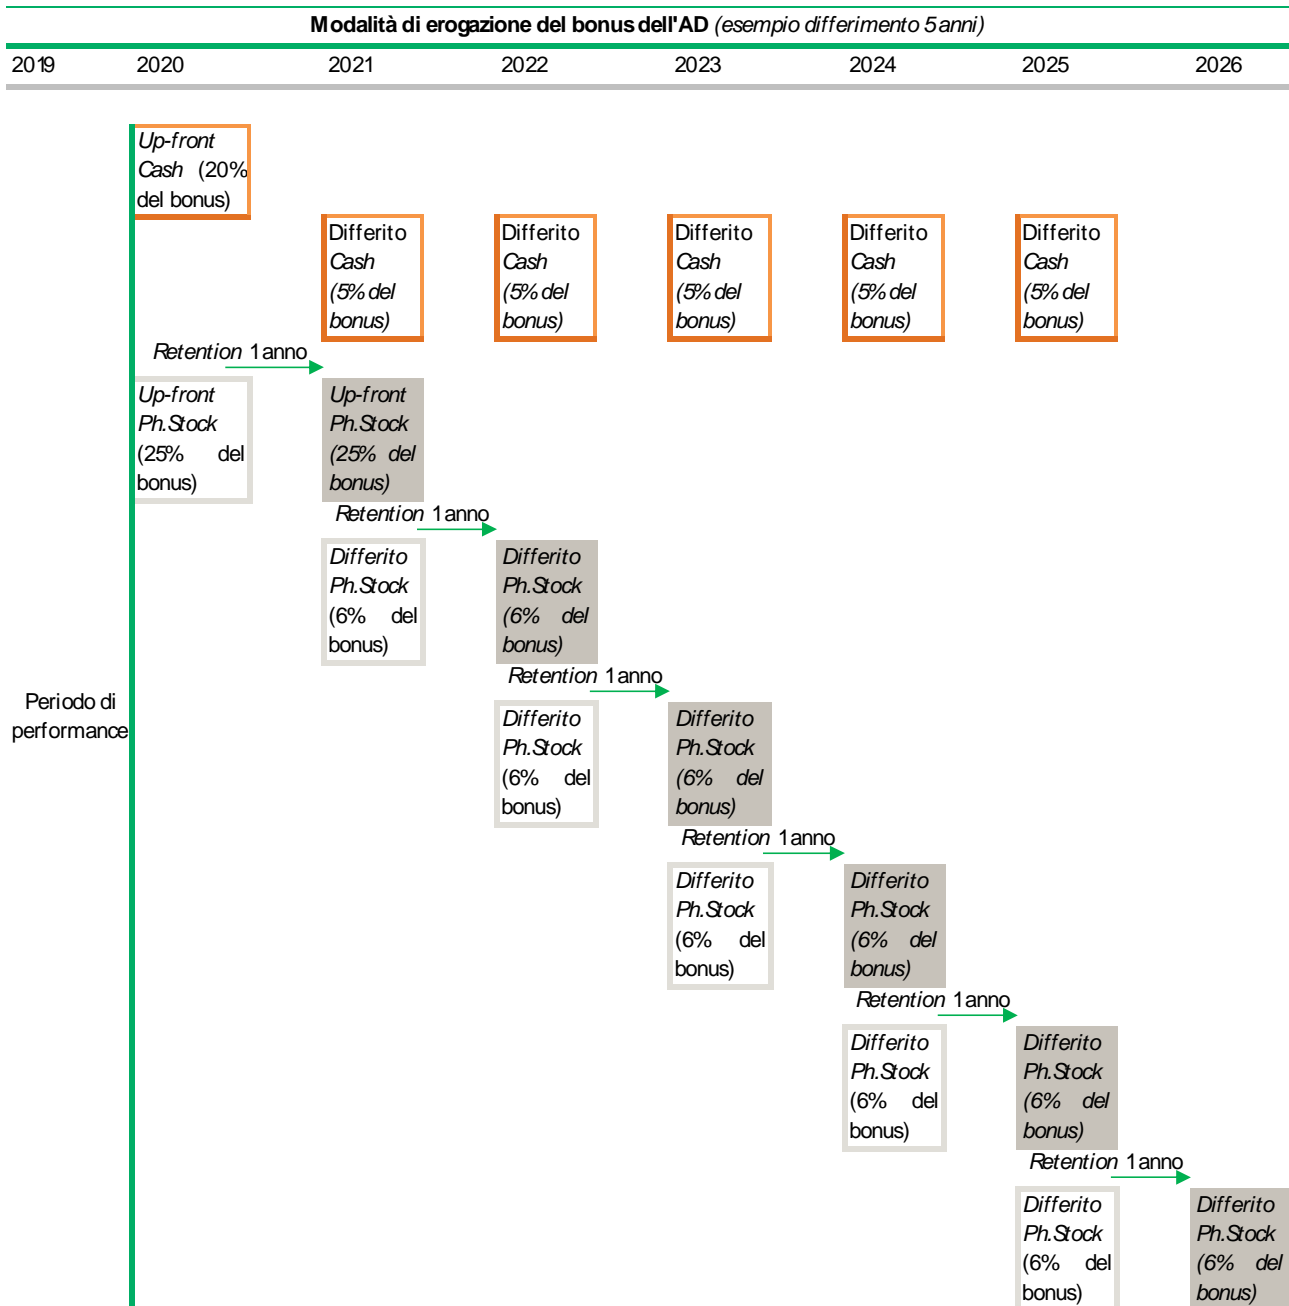 Modalità di erogazione del bonus dell'AD (esempio differimento 5 anni)
2019 2020 2021 2022 2023 2024 2025 2026
Up-front
Cash (20%
del bonus)
Differito Differito Differito Differito Differito
Cash Cash Cash Cash Cash
(5% del (5% del (5% del (5% del (5% del
bonus) bonus) bonus) bonus) bonus)
Retention 1 anno
Up-front Up-front
Ph.Stock Ph.Stock
(25% del (25% del
bonus) bonus)
Retention 1 anno
Differito Differito
Ph.Stock Ph.Stock
(6% del (6% del
bonus) bonus)
Retention 1 anno
Periodo di
performance
Differito Differito
Ph.Stock Ph.Stock
(6% del (6% del
bonus) bonus)
Retention 1 anno
Differito Differito
Ph.Stock Ph.Stock
(6% del (6% del
bonus) bonus)
Retention 1 anno
Differito Differito
Ph.Stock Ph.Stock
(6% del (6% del
bonus) bonus)
Retention 1 anno
Differito Differito
Ph.Stock Ph.Stock
(6% del (6% del
bonus) bonus)